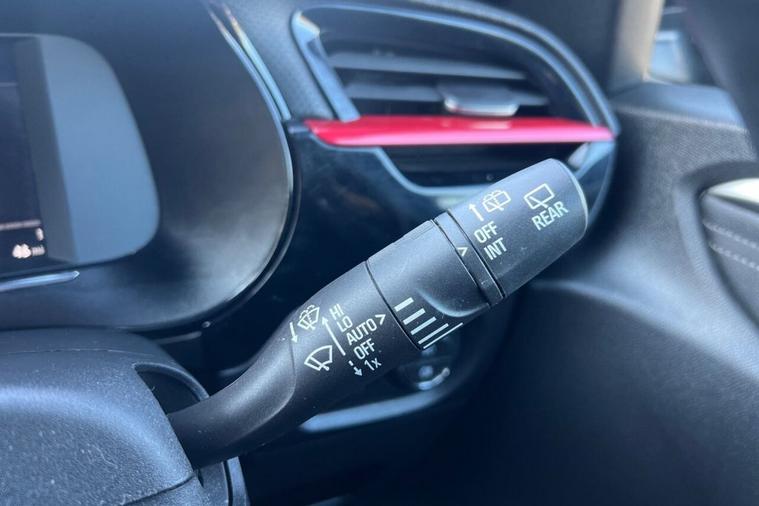 OFF
INT
REAR
HI
LO
AUTO >
OFF
1x